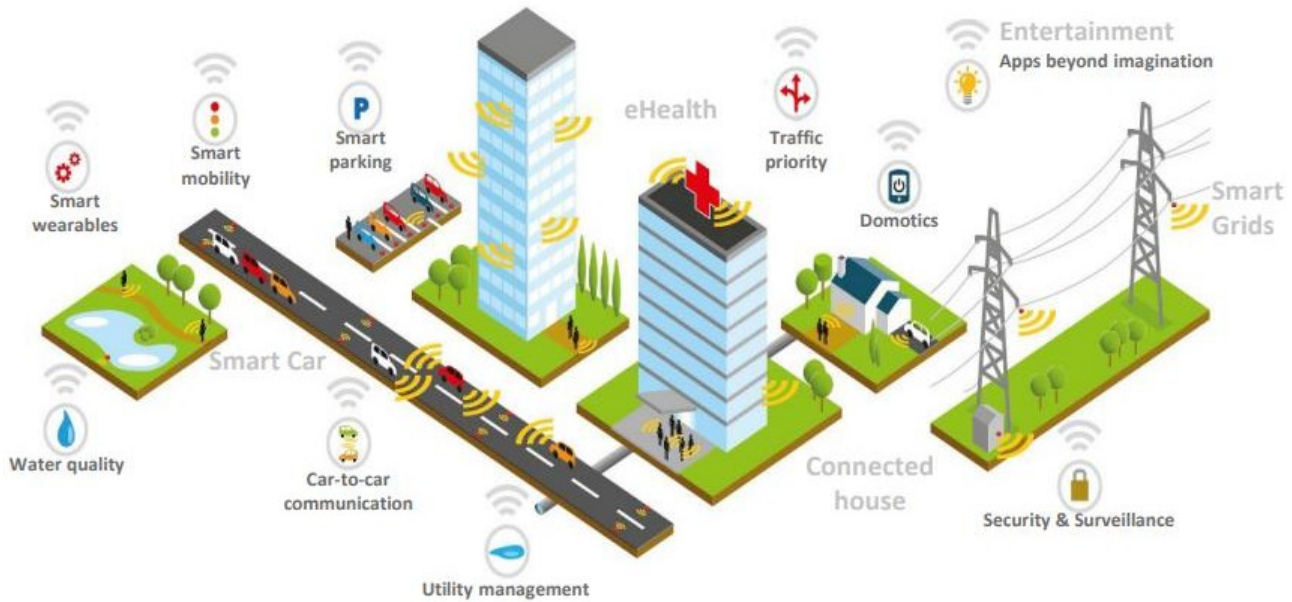 Entertainment
Apps beyond imagination
eHealth
Smart
wearables
Smart
mobility
P
Smart
parking
Traffic
priority
Domotics
Smart
Grids
Smart Car
Water quality
Car-to-car
communication
Connected
house
Security & Surveillance
Utility management